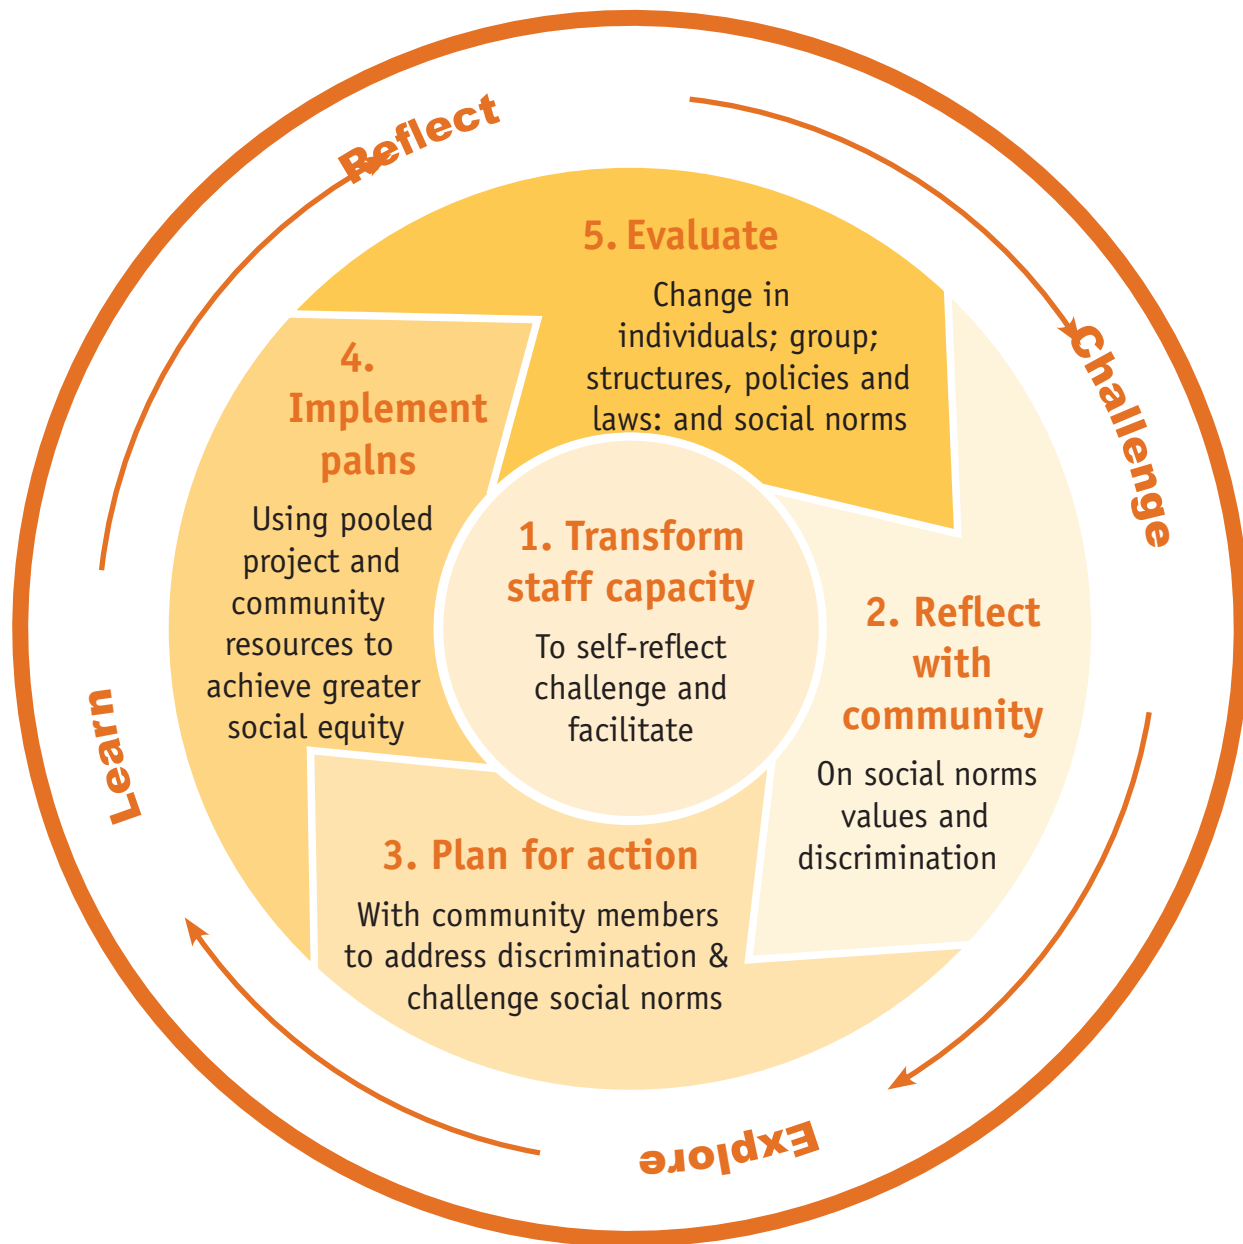 Reflect
Challenge
Explore
Learn
1. Transform
staff capacity
To self-reflect
challenge and
facilitate
2. Reflect
with
community
On social norms
values and
discrimination
3. Plan for action
With community members
to address discrimination &
challenge social norms
4.
Implement
palns
Using pooled
project and
community
resources to
achieve greater
social equity
5. Evaluate
Change in
individuals; group;
structures, policies and
laws: and social norms